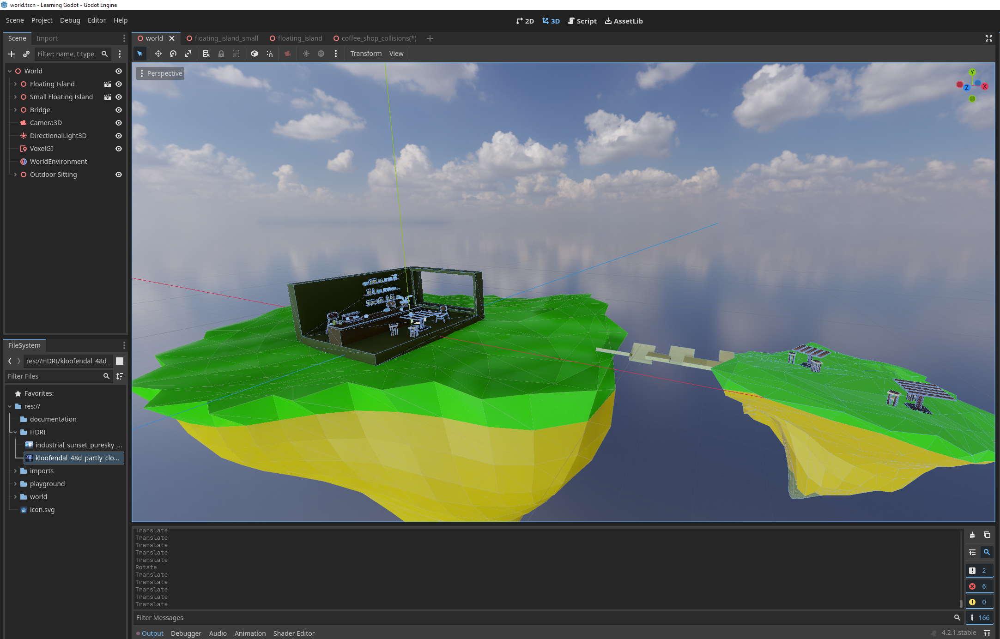 world.tscn - Learning Godot - Godot Engine
Scene Project Debug Editor Help
2D 3D Script AssetLib
Scene Import
world floating_island_small floating_island coffee_shop_collisions(*)
Filter: name, t:type,
Transform View
Perspective
Y
Z
X
World
Floating Island
Small Floating Island
Bridge
Camera3D
DirectionalLight3D
VoxelGI
WorldEnvironment
Outdoor Sitting
FileSystem
res://HDRI/kloofendal_48d_
Filter Files
Favorites:
res://
documentation
HDRI
industrial_sunset_puresky_...
kloofendal_48d_partly_clo...
imports
playground
world
icon.svg
Translate
Translate
Translate
Translate
Translate
Rotate
Translate
Translate
Translate
Translate
Translate
2
6
0
166
Filter Messages
Output Debugger Audio Animation Shader Editor
4.2.1.stable